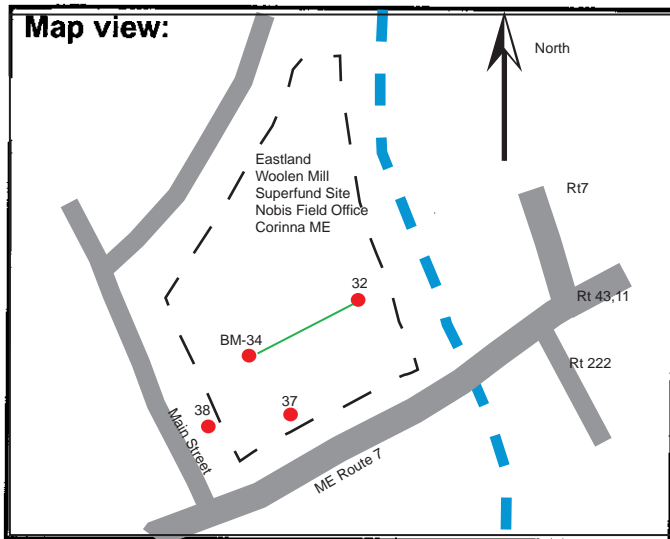 Map view:
North
Eastland
Woolen Mill
Superfund Site
Nobis Field Office
Corinna ME
Rt7
32
Rt 43,11
BM-34
Rt 222
38
37
Main Street
ME Route 7